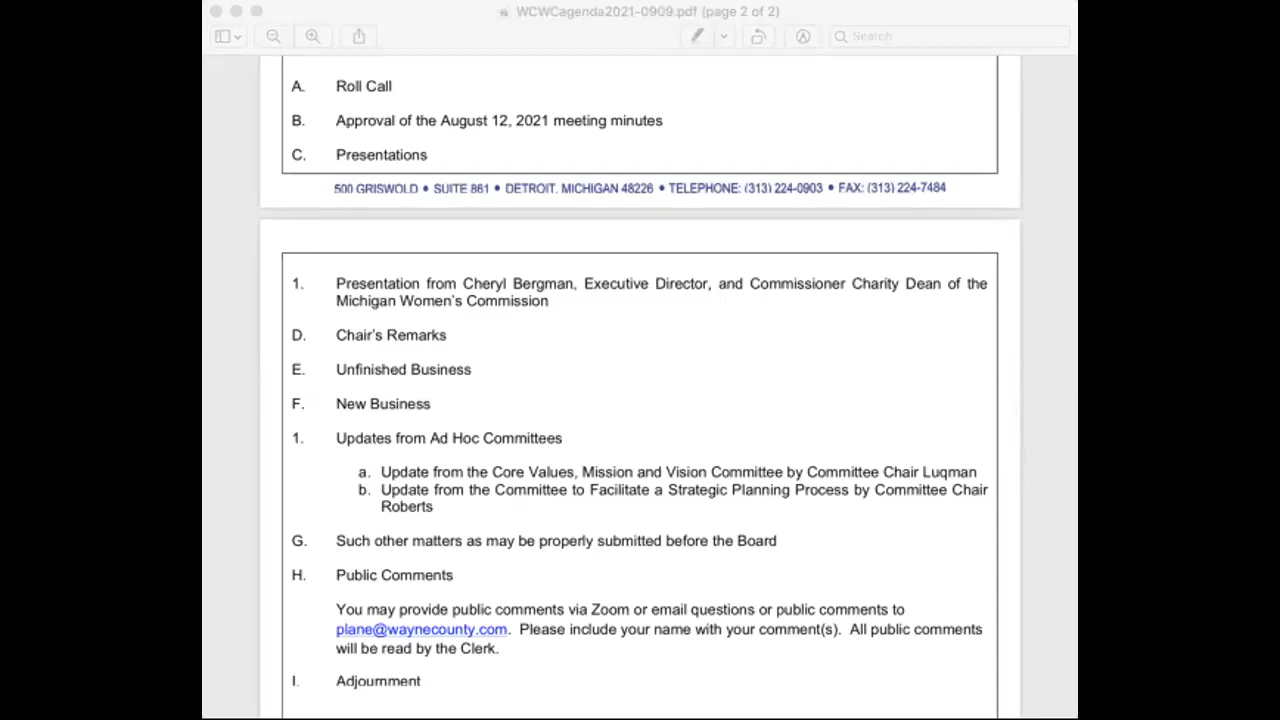 WCWCagenda2021-0909.pdf (page 2 of 2)
Search
A. Roll Call
B. Approval of the August 12, 2021 meeting minutes
C. Presentations
500 GRISWOLD • SUITE 861 • DETROIT, MICHIGAN 48226 • TELEPHONE: (313) 224-0903 • FAX: (313) 224-7484
1. Presentation from Cheryl Bergman, Executive Director, and Commissioner Charity Dean of the
Michigan Women's Commission
D. Chair's Remarks
E. Unfinished Business
F. New Business
1. Updates from Ad Hoc Committees
a. Update from the Core Values, Mission and Vision Committee by Committee Chair Luqman
b. Update from the Committee to Facilitate a Strategic Planning Process by Committee Chair
Roberts
G. Such other matters as may be properly submitted before the Board
H. Public Comments
You may provide public comments via Zoom or email questions or public comments to
plane@waynecounty.com. Please include your name with your comment(s). All public comments
will be read by the Clerk.
I. Adjournment